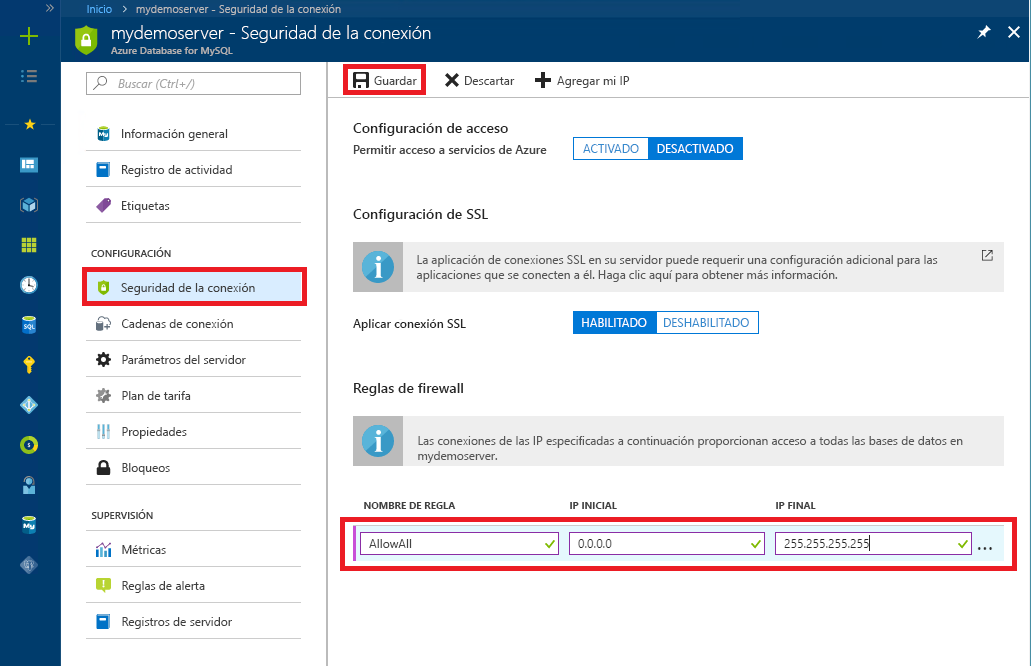 Inicio > mydemoserver - Seguridad de la conexión
mydemoserver - Seguridad de la conexión
Azure Database for MySQL
Buscar (Ctrl+/)
Información general
Registro de actividad
Etiquetas
CONFIGURACIÓN
Seguridad de la conexión
Cadenas de conexión
Parámetros del servidor
Plan de tarifa
Propiedades
Bloqueos
SUPERVISIÓN
Métricas
Reglas de alerta
Registros de servidor
Guardar Descartar Agregar mi IP
Configuración de acceso
Permitir acceso a servicios de Azure ACTIVADO DESACTIVADO
Configuración de SSL
La aplicación de conexiones SSL en su servidor puede requerir una configuración adicional para las
aplicaciones que se conecten a él. Haga clic aquí para obtener más información.
Aplicar conexión SSL HABILITADO DESHABILITADO
Reglas de firewall
Las conexiones de las IP especificadas a continuación proporcionan acceso a todas las bases de datos en
mydemoserver.
NOMBRE DE REGLA IP INICIAL IP FINAL
AllowAll 0.0.0.0 255.255.255.255 ...
SQL
My
My